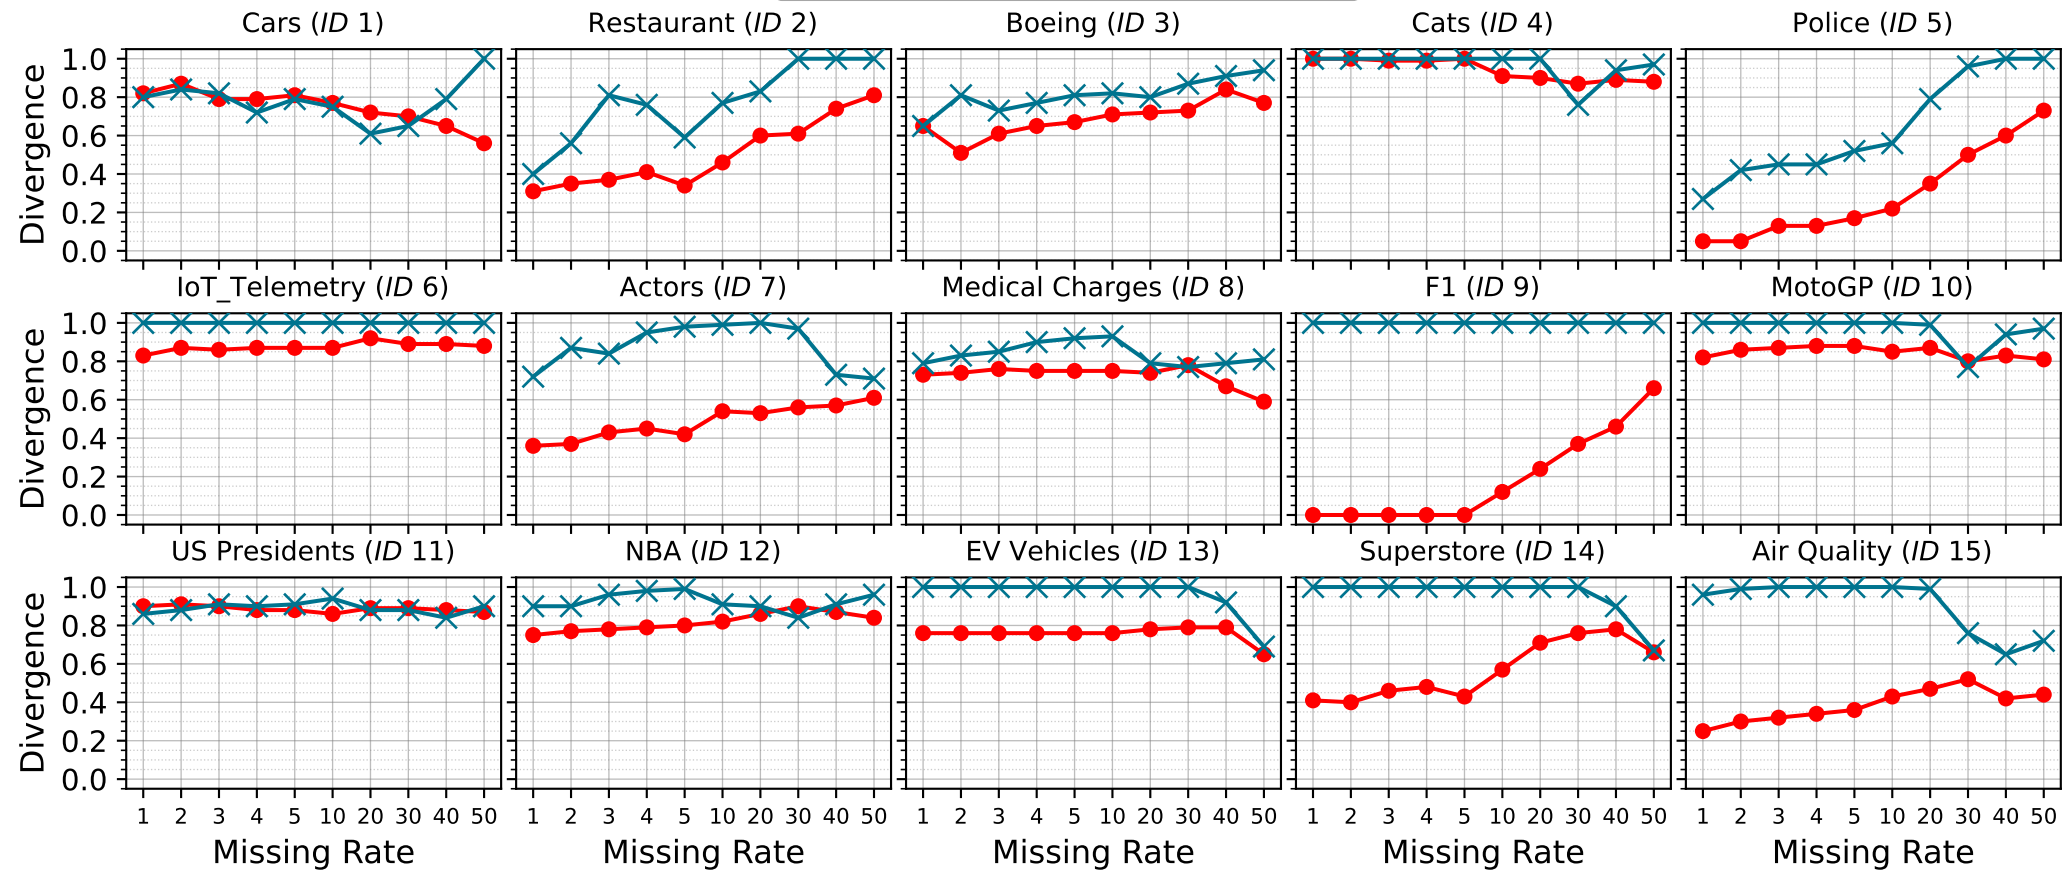 Cars (ID 1) Restaurant (ID 2) Boeing (ID 3) Cats (ID 4) Police (ID 5)
Divergence
1.0
0.8
0.6
0.4
0.2
0.0
IoT_Telemetry (ID 6) Actors (ID 7) Medical Charges (ID 8) F1 (ID 9) MotoGP (ID 10)
Divergence
1.0
0.8
0.6
0.4
0.2
0.0
US Presidents (ID 11) NBA (ID 12) EV Vehicles (ID 13) Superstore (ID 14) Air Quality (ID 15)
Divergence
1.0
0.8
0.6
0.4
0.2
0.0
1 2 3 4 5 10 20 30 40 50 1 2 3 4 5 10 20 30 40 50 1 2 3 4 5 10 20 30 40 50 1 2 3 4 5 10 20 30 40 50 1 2 3 4 5 10 20 30 40 50
Missing Rate Missing Rate Missing Rate Missing Rate Missing Rate